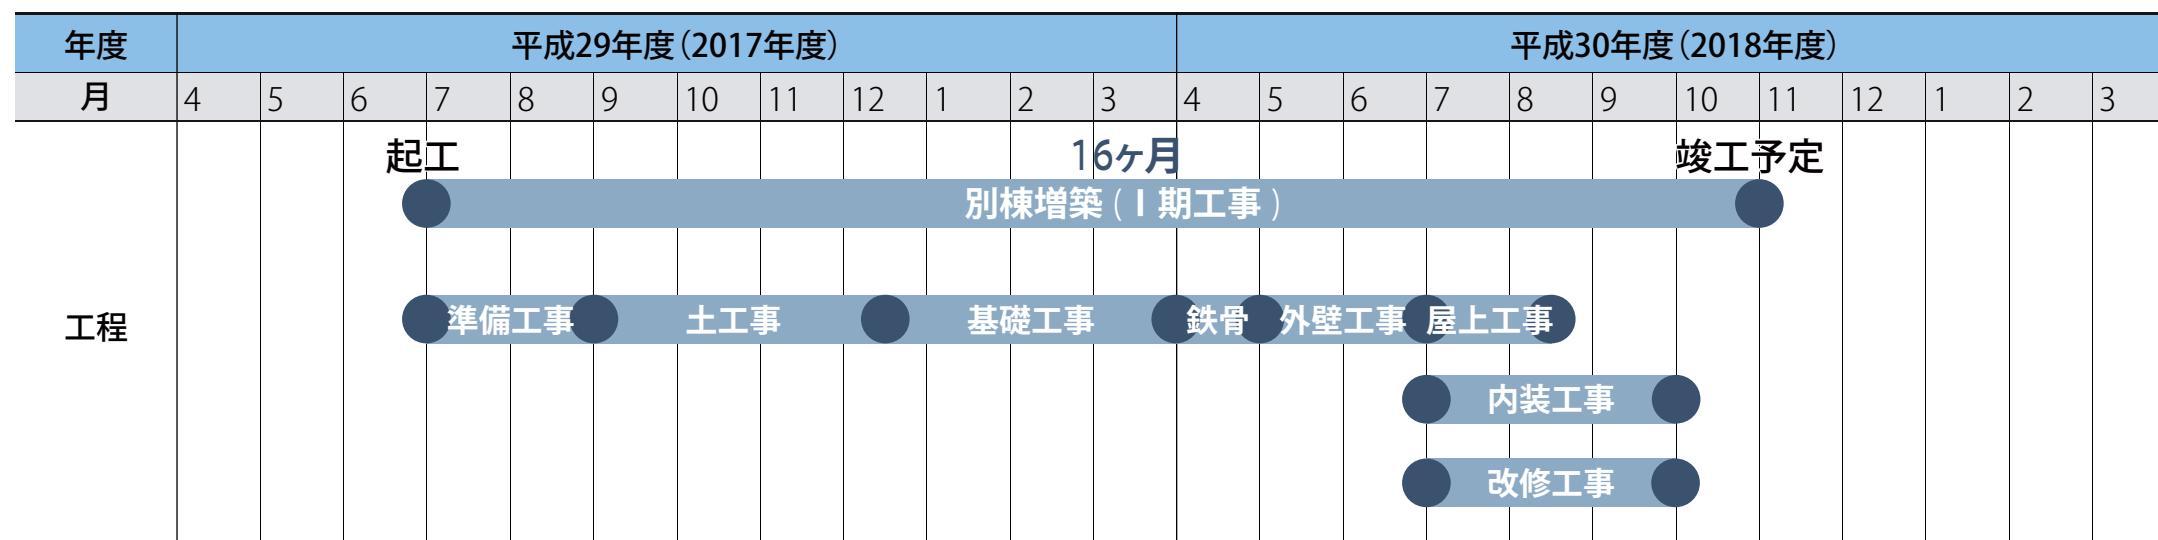 年度 平成29年度（2017年度） 平成30年度（2018年度）
月 4 5 6 7 8 9 10 11 12 1 2 3 4 5 6 7 8 9 10 11 12 1 2 3
起工 16ヶ月 竣工予定
別棟増築 (Ⅰ期工事)
工程
準備工事 土工事 基礎工事 鉄骨 外壁工事 屋上工事
内装工事
改修工事